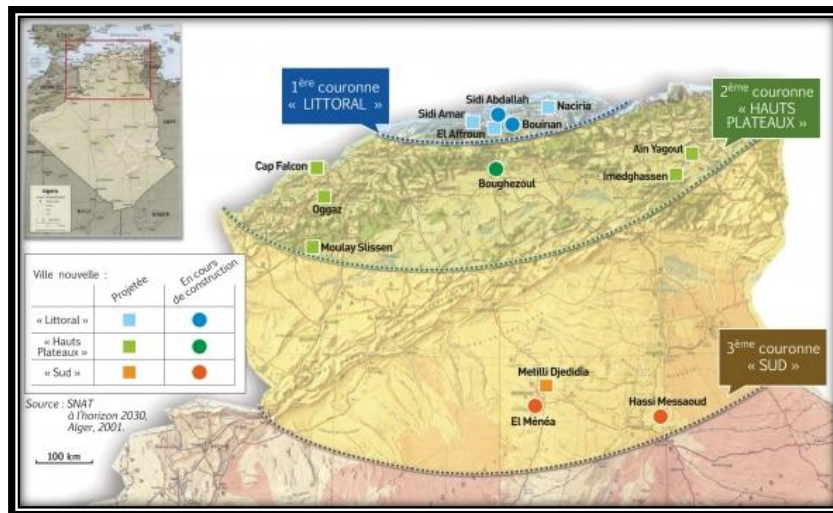 1ère couronne
« LITTORAL »
2ème couronne
« HAUTS
PLATEAUX »
3ème couronne
« SUD »
Sidi Abdallah
Naciria
Sidi Amar
El Affroun
Bouinan
Cap Falcon
Boughezoul
Ain Yagout
Imedghassen
Oggaz
Moulay Slissen
Metilli Djedidia
El Ménéa
Hassi Messaoud
Ville nouvelle :
Projetée
En cours
de construction
« Littoral »
« Hauts
Plateaux »
« Sud »
Source : SNAT
à l'horizon 2030,
Alger, 2001.
100 km
Algeria